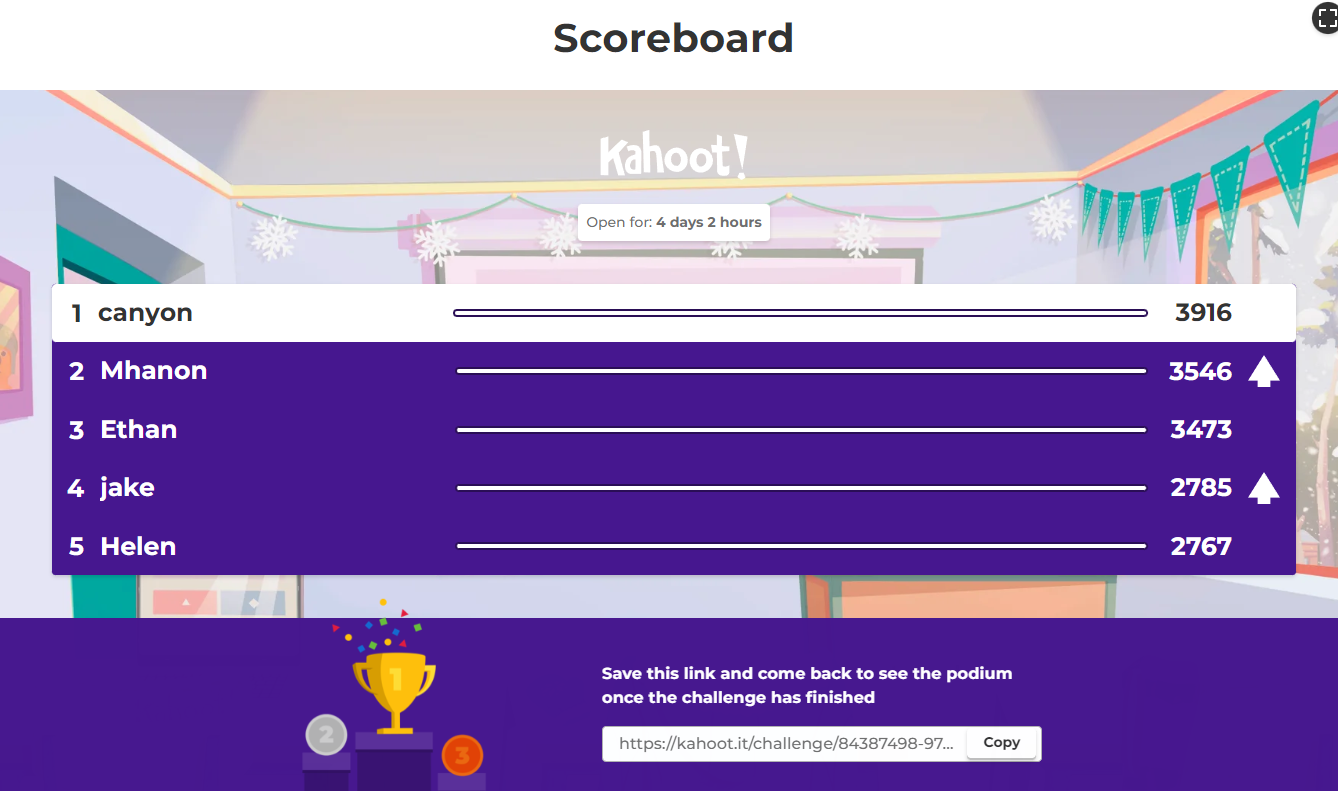 Scoreboard
Kahoot!
Open for: 4 days 2 hours
1 canyon 3916
2 Mhanon 3546
3 Ethan 3473
4 jake 2785
5 Helen 2767
1
2
3
Save this link and come back to see the podium
once the challenge has finished
https://kahoot.it/challenge/84387498-97... Copy